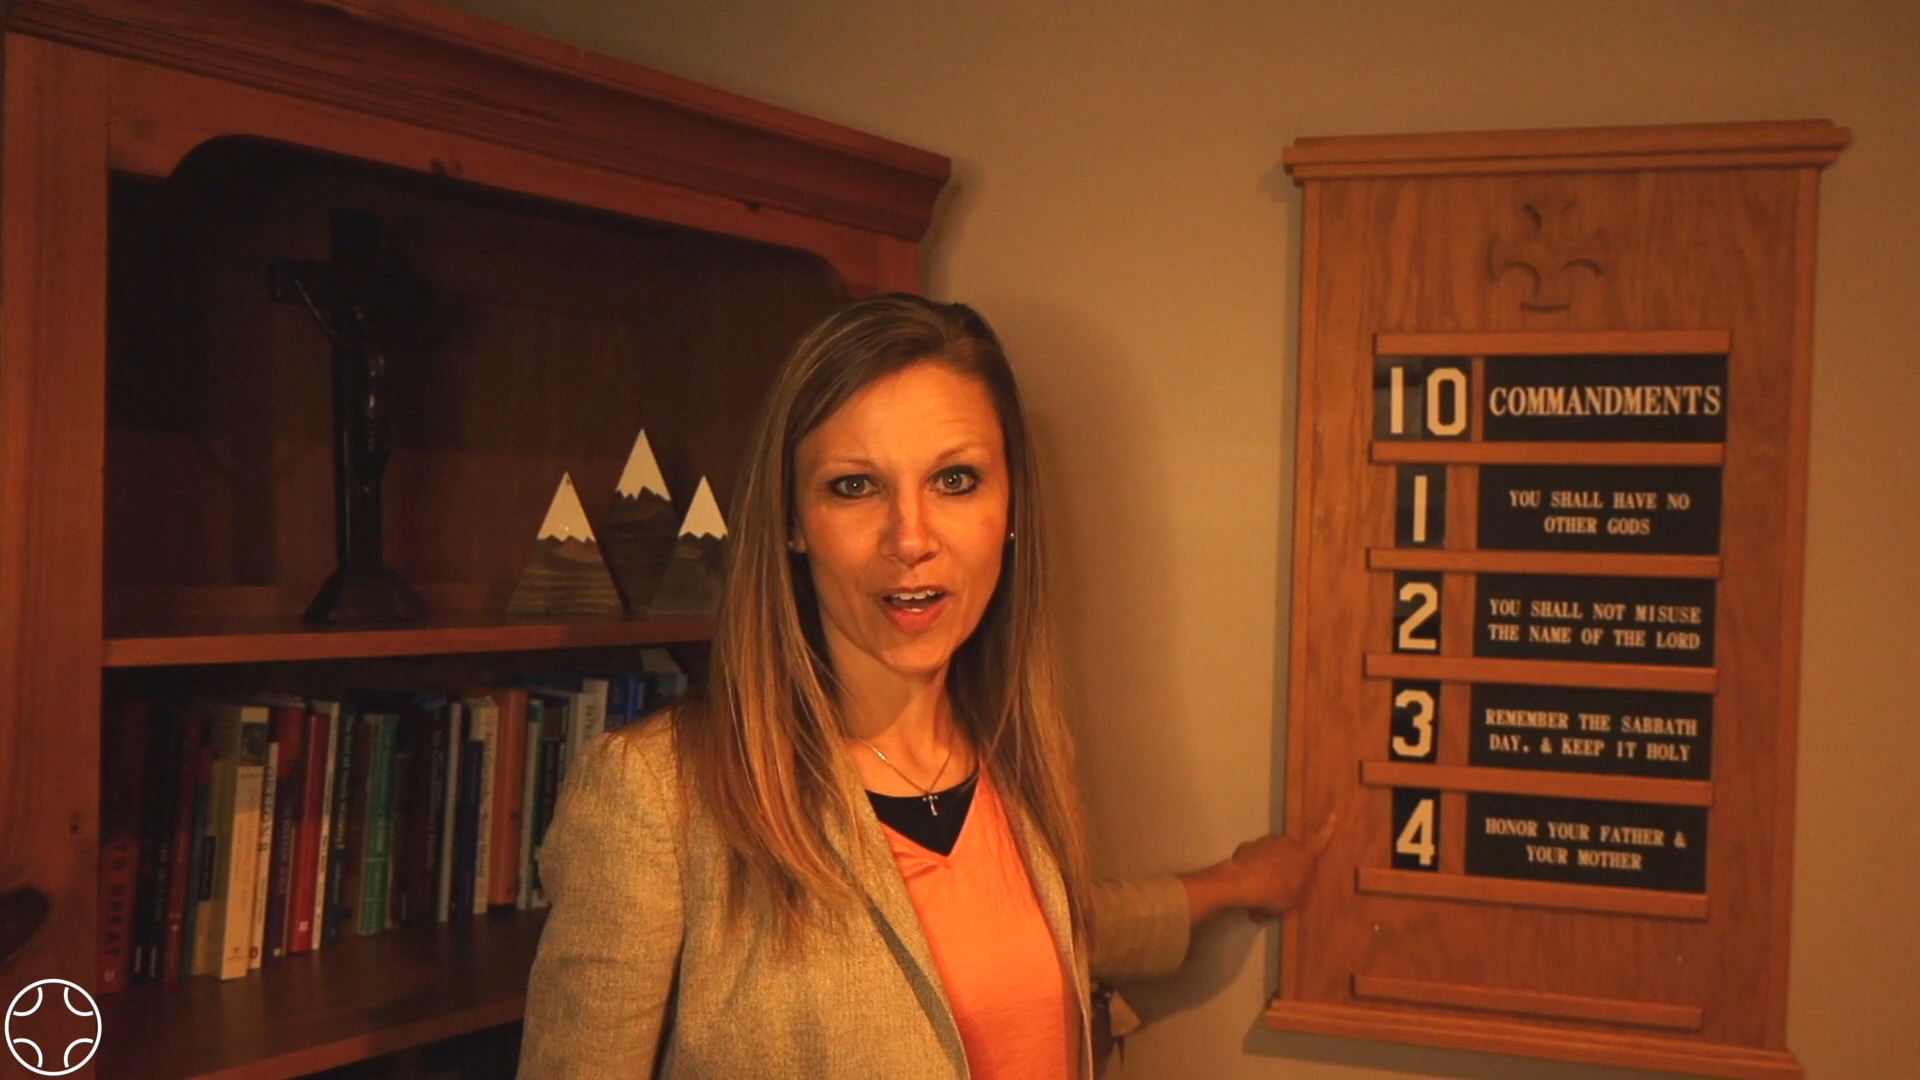 10 COMMANDMENTS
1 YOU SHALL HAVE NO
OTHER GODS
2 YOU SHALL NOT MISUSE
THE NAME OF THE LORD
3 REMEMBER THE SABBATH
DAY, & KEEP IT HOLY
4 HONOR YOUR FATHER &
YOUR MOTHER